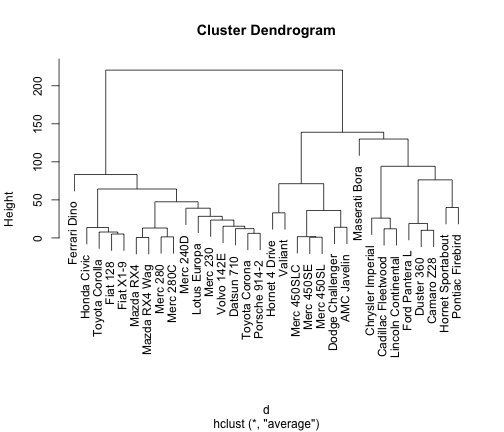 Cluster Dendrogram
Height
0
50
100
150
200
Ferrari Dino
Honda Civic
Toyota Corolla
Fiat 128
Fiat X1-9
Mazda RX4
Mazda RX4 Wag
Merc 280
Merc 280C
Merc 240D
Lotus Europa
Merc 230
Volvo 142E
Datsun 710
Toyota Corona
Porsche 914-2
Hornet 4 Drive
Valiant
Merc 450SLC
Merc 450SE
Merc 450SL
Dodge Challenger
AMC Javelin
Maserati Bora
Chrysler Imperial
Cadillac Fleetwood
Lincoln Continental
Ford Pantera L
Duster 360
Camaro Z28
Hornet Sportabout
Pontiac Firebird
d
hclust (*, "average")